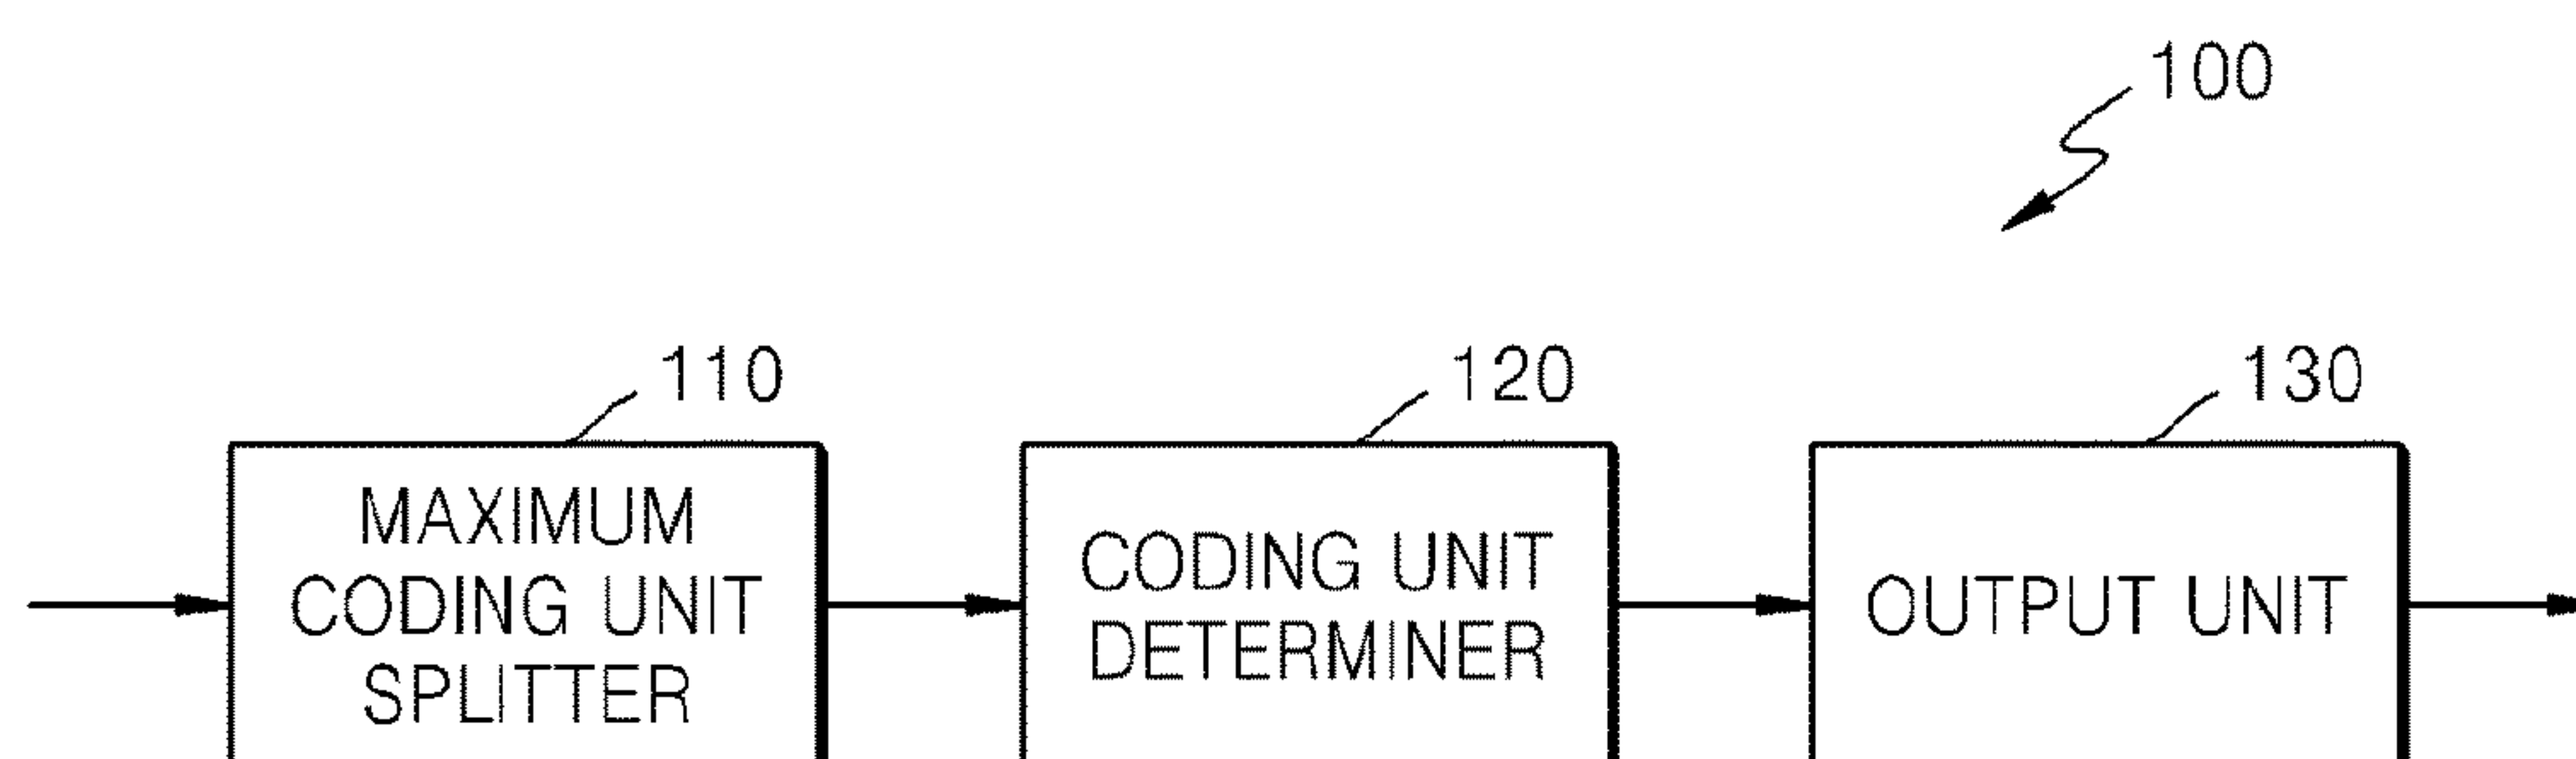 100
110
120
130
MAXIMUM
CODING UNIT
SPLITTER
CODING UNIT
DETERMINER
OUTPUT UNIT